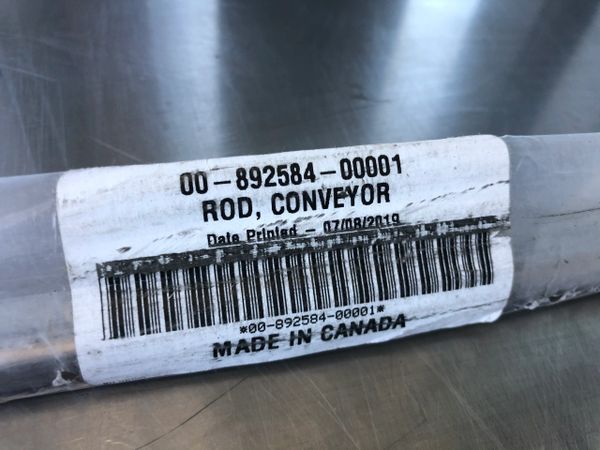 00-892584-00001
ROD, CONVEYOR
Date Printed - 07/08/2019
*00-892584-00001*
MADE IN CANADA